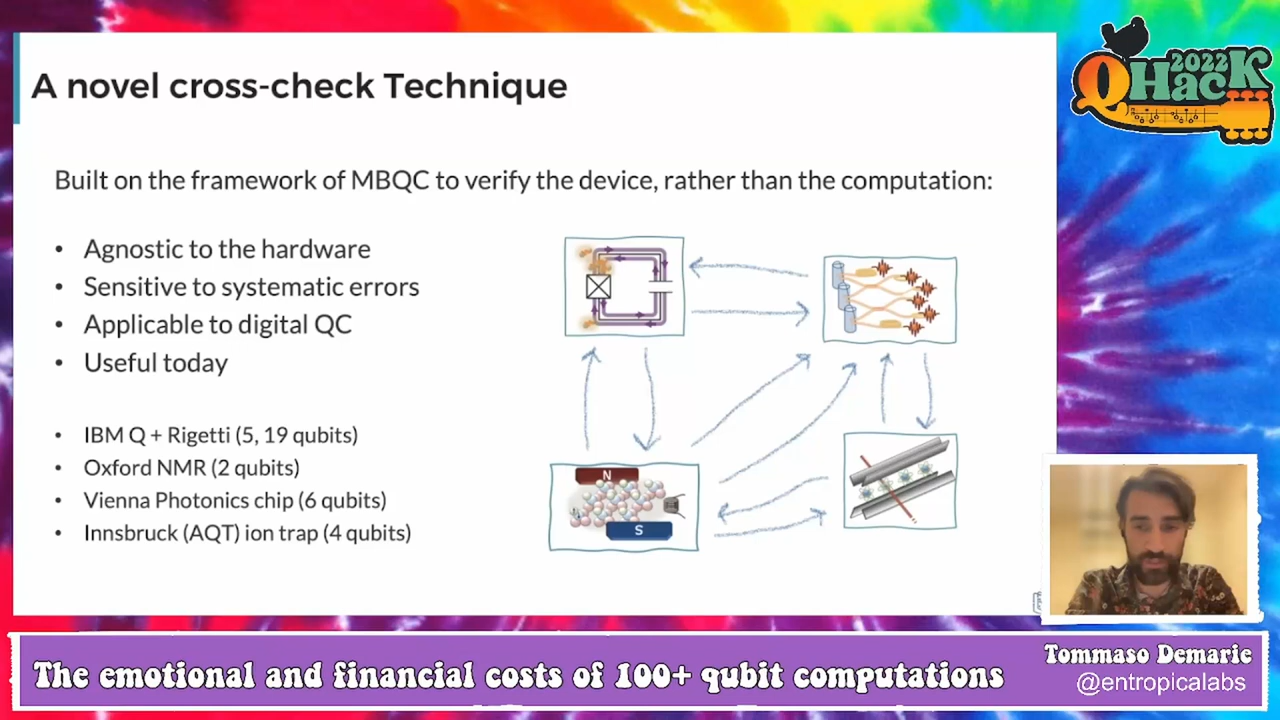 A novel cross-check Technique
Built on the framework of MBQC to verify the device, rather than the computation:
• Agnostic to the hardware
• Sensitive to systematic errors
• Applicable to digital QC
• Useful today
• IBM Q + Rigetti (5, 19 qubits)
• Oxford NMR (2 qubits)
• Vienna Photonics chip (6 qubits)
• Innsbruck (AQT) ion trap (4 qubits)
N
S
2022
QHacK
The emotional and financial costs of 100+ qubit computations
Tommaso Demarie
@entropicalabs